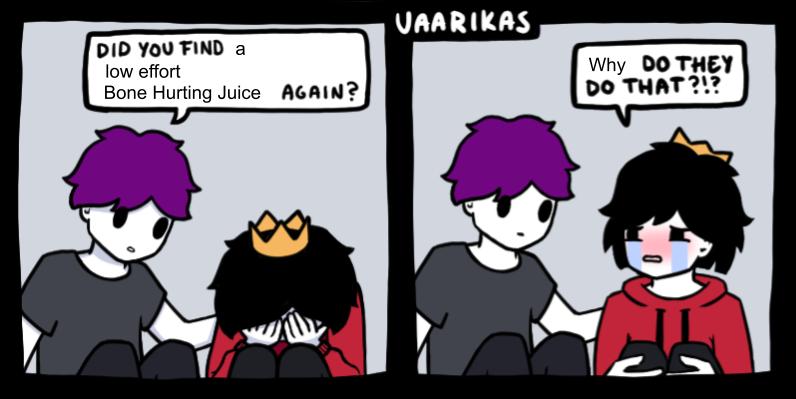 VAARIKAS
DID YOU FIND a
low effort
Bone Hurting Juice AGAIN?
Why DO THEY
DO THAT?!?